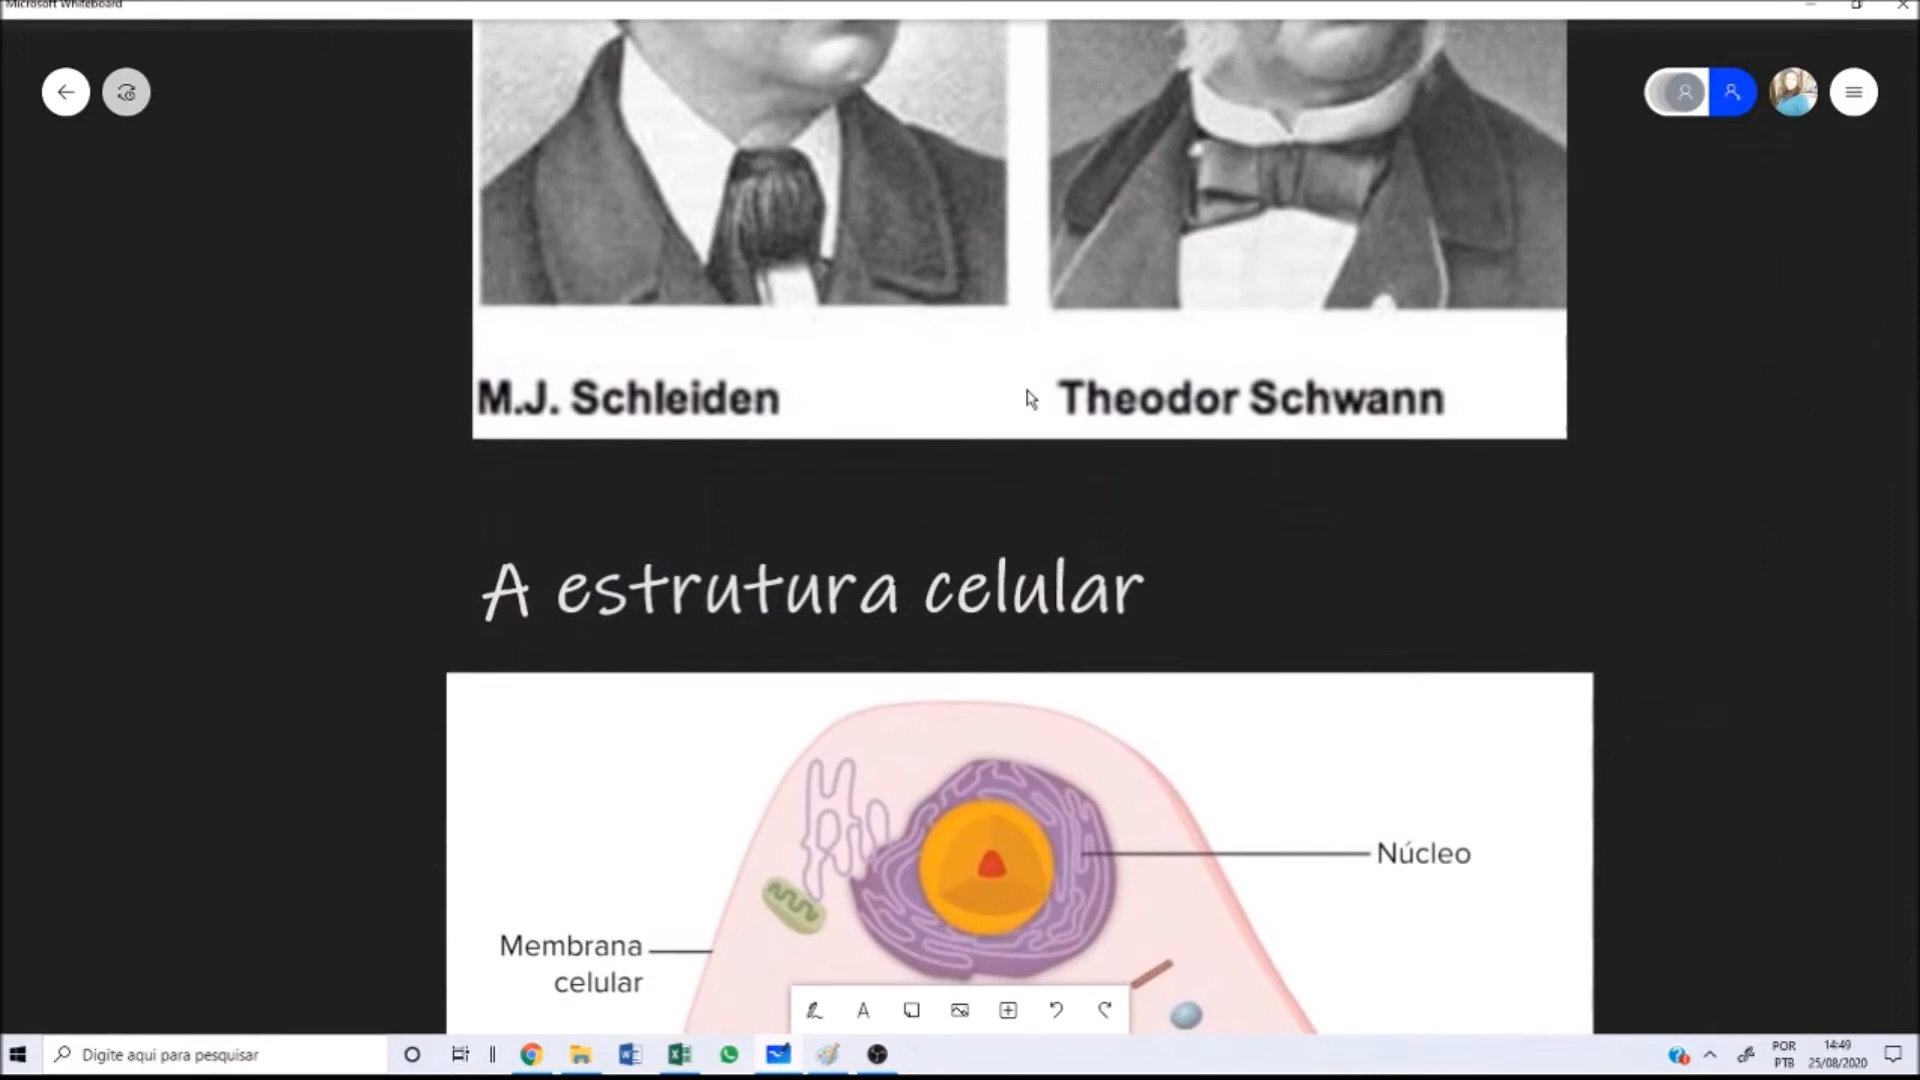 Microsoft Whiteboard
M.J. Schleiden
Theodor Schwann
A estrutura celular
Núcleo
Membrana
celular
A
Digite aqui para pesquisar
POR
PTB
14:49
25/08/2020